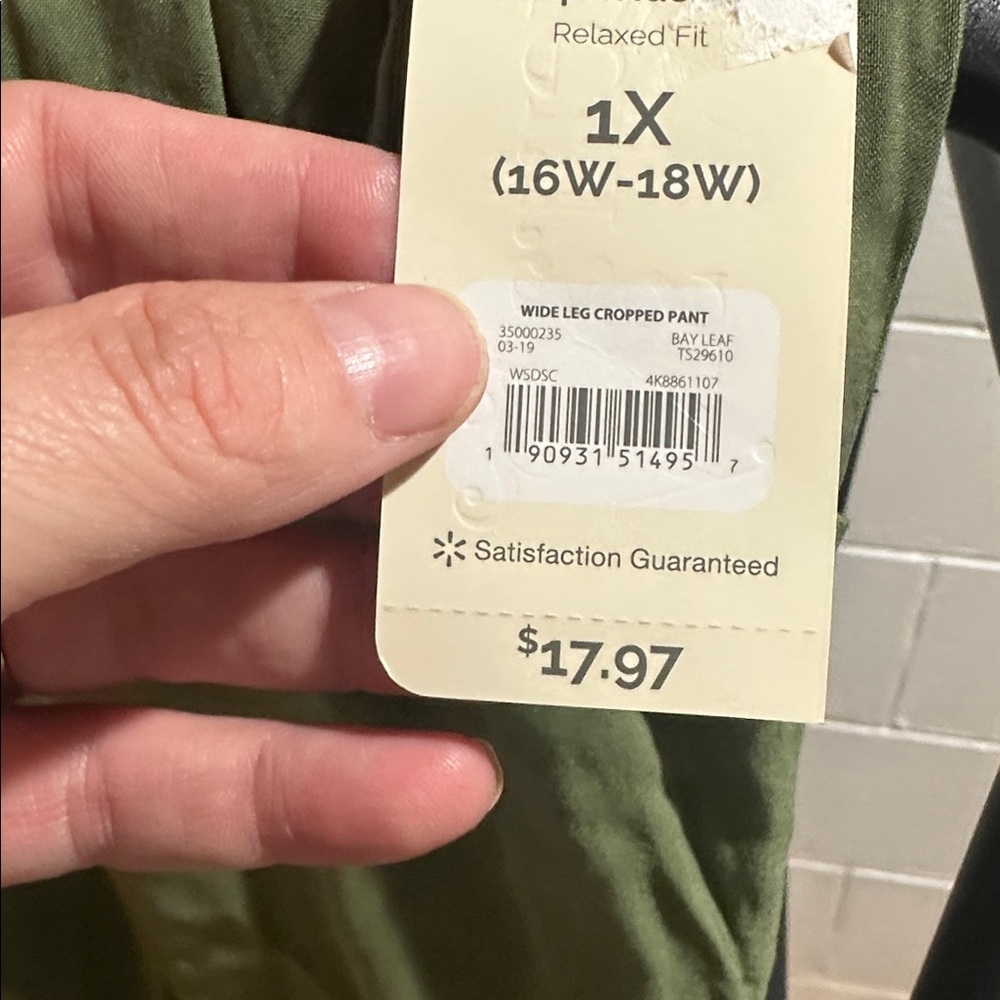 Relaxed Fit
1X
(16W-18W)
WIDE LEG CROPPED PANT
35000235 BAY LEAF
03-19 TS29610
WSDSC 4K8861107
1 90931 51495 7
Satisfaction Guaranteed
$17.97